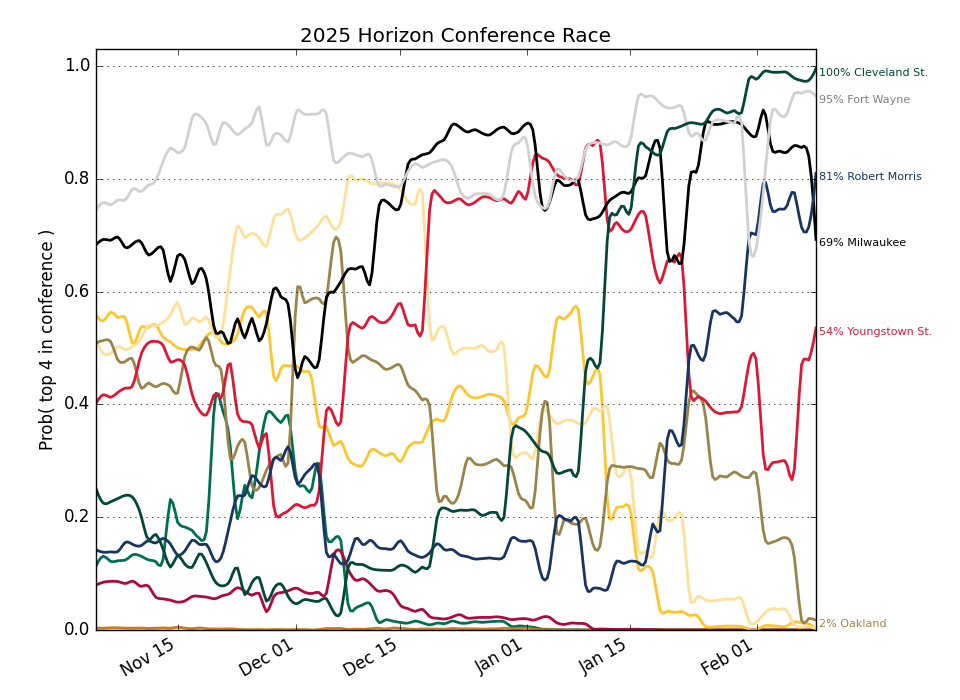 2025 Horizon Conference Race
Prob( top 4 in conference )
1.0
0.8
0.6
0.4
0.2
0.0
Nov 15
Dec 01
Dec 15
Jan 01
Jan 15
Feb 01
100% Cleveland St.
95% Fort Wayne
81% Robert Morris
69% Milwaukee
54% Youngstown St.
2% Oakland